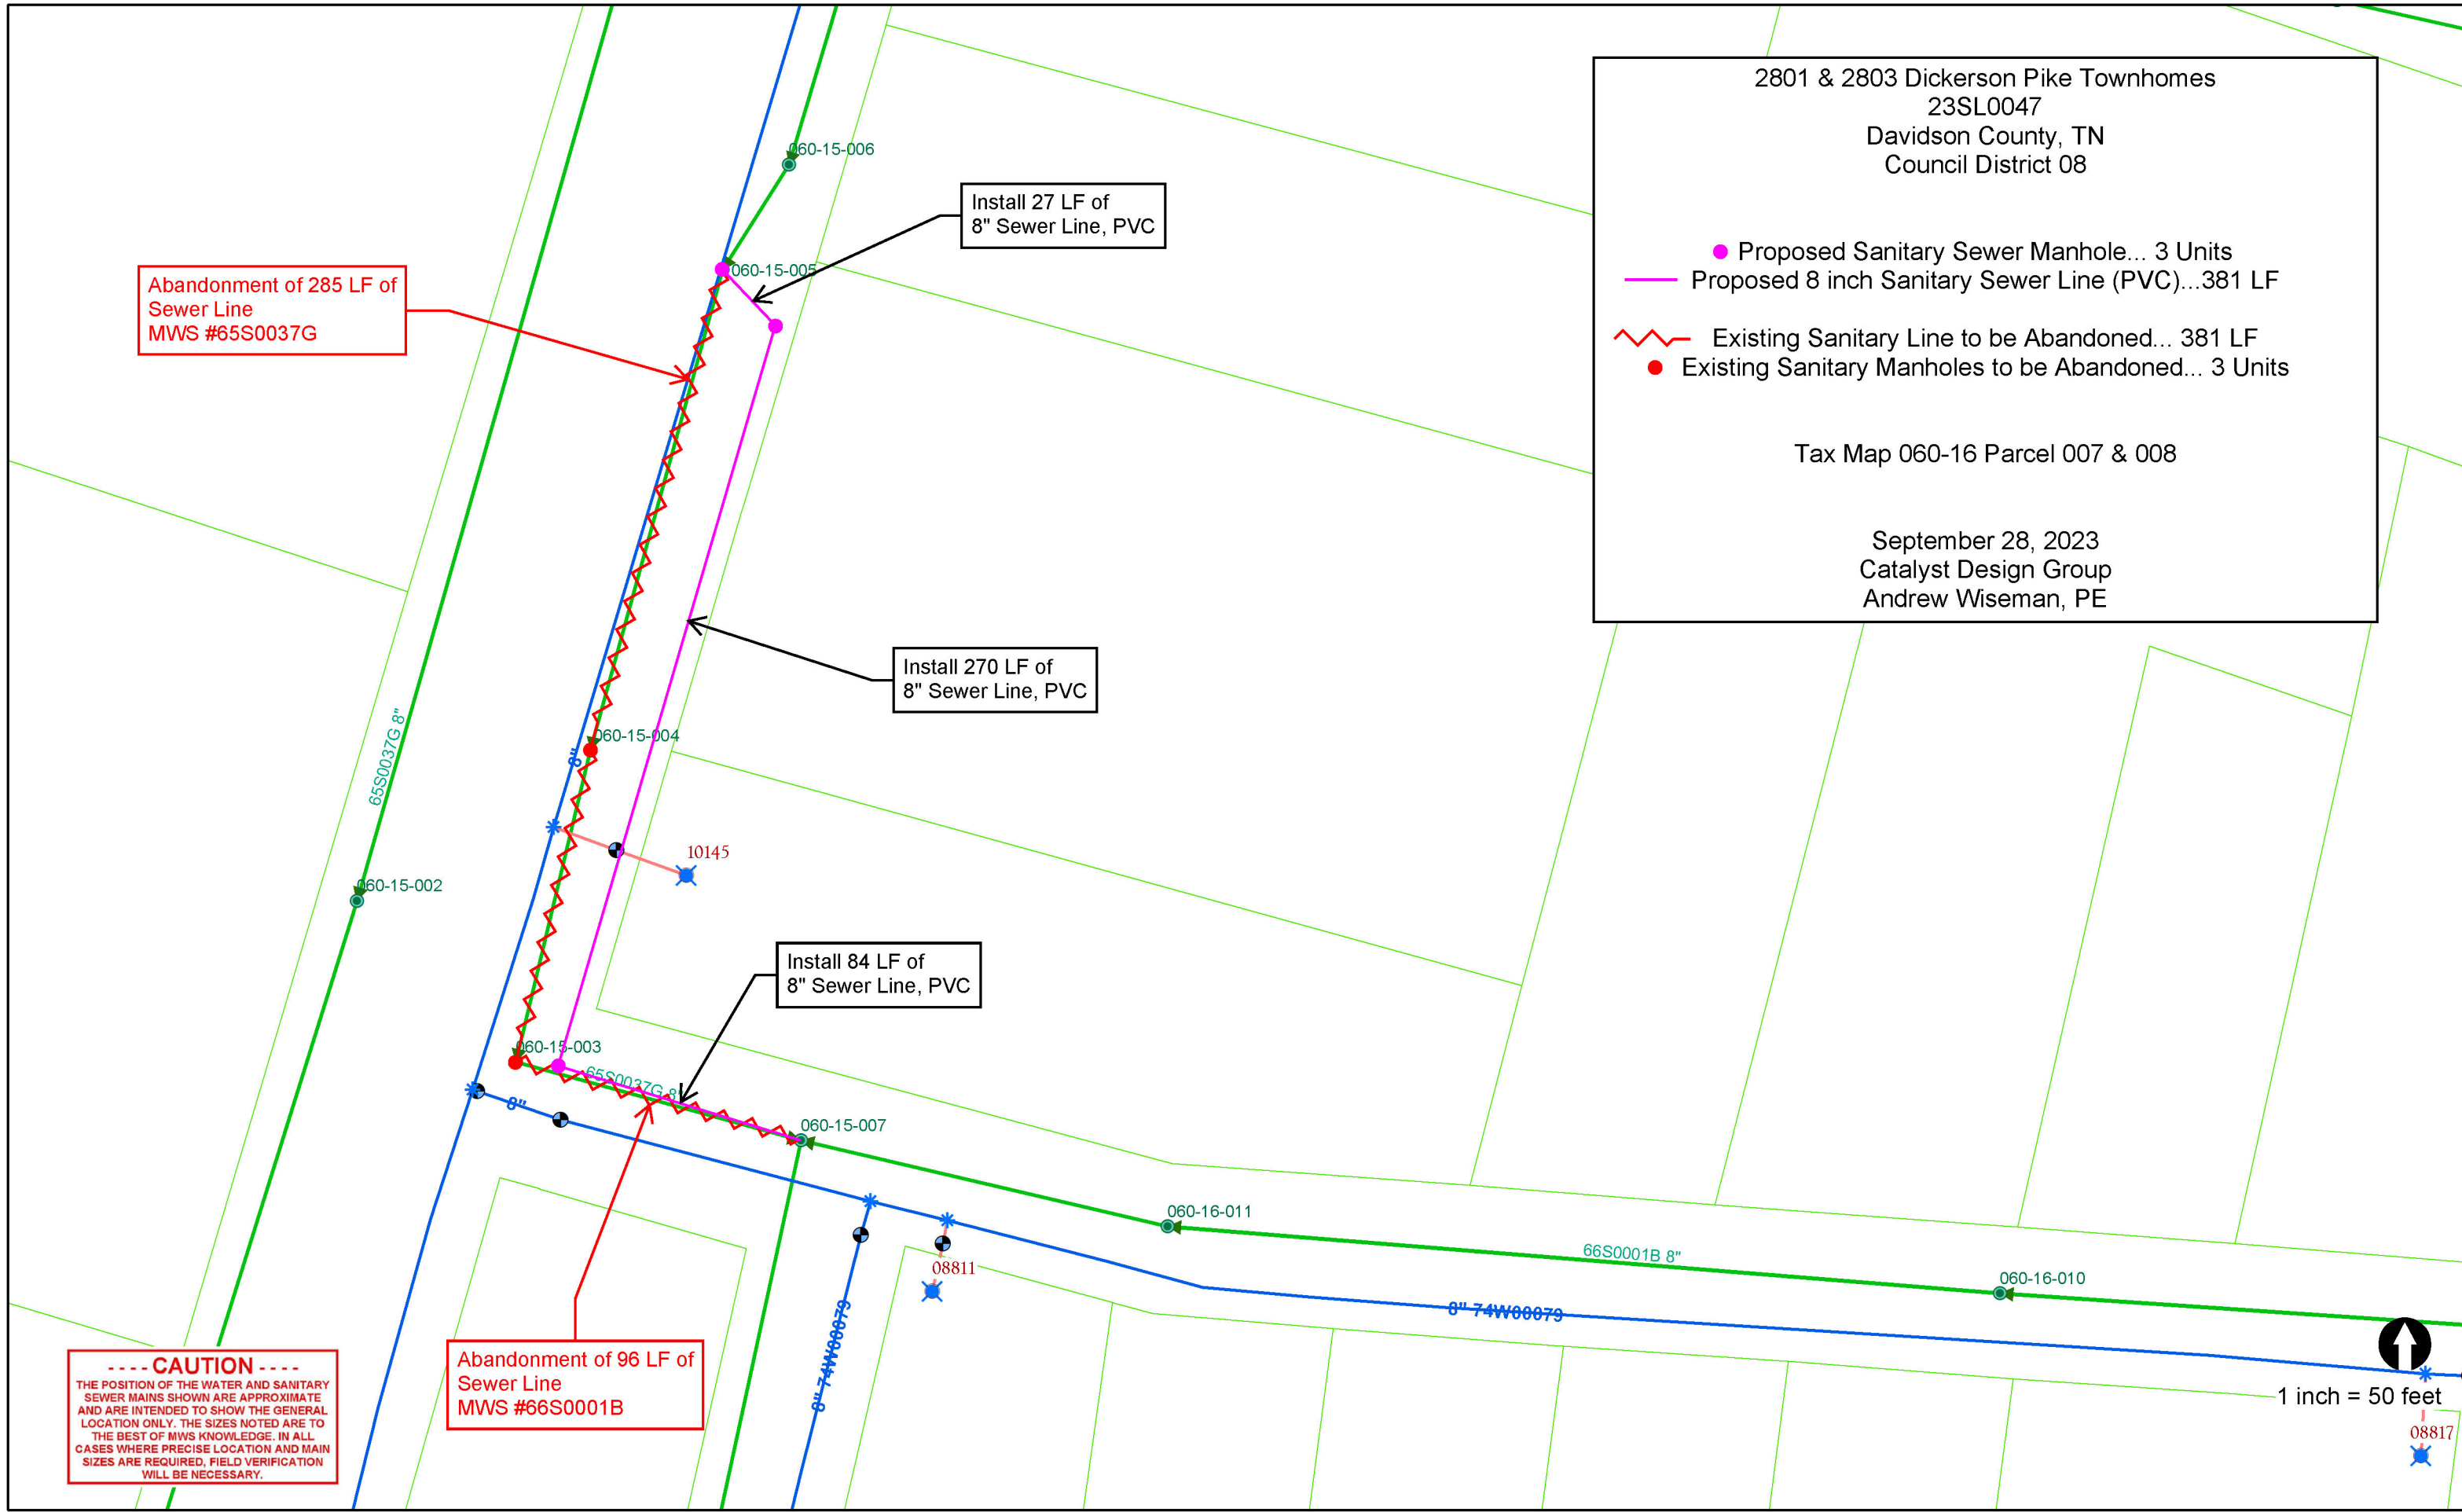 2801 & 2803 Dickerson Pike Townhomes
23SL0047
Davidson County, TN
Council District 08
Proposed Sanitary Sewer Manhole... 3 Units
Proposed 8 inch Sanitary Sewer Line (PVC)...381 LF
Existing Sanitary Line to be Abandoned... 381 LF
Existing Sanitary Manholes to be Abandoned... 3 Units
Tax Map 060-16 Parcel 007 & 008
September 28, 2023
Catalyst Design Group
Andrew Wiseman, PE
060-15-006
Install 27 LF of
8" Sewer Line, PVC
060-15-005
Abandonment of 285 LF of
Sewer Line
MWS #65S0037G
Install 270 LF of
8" Sewer Line, PVC
65S0037G 8"
060-15-004
8"
10145
060-15-002
Install 84 LF of
8" Sewer Line, PVC
060-15-003
65S0037G 8"
8"
060-15-007
060-16-011
66S0001B 8"
060-16-010
08811
8" 74W00079
8" 74W00079
Abandonment of 96 LF of
Sewer Line
MWS #66S0001B
1 inch = 50 feet
08817
---- CAUTION ----
THE POSITION OF THE WATER AND SANITARY
SEWER MAINS SHOWN ARE APPROXIMATE
AND ARE INTENDED TO SHOW THE GENERAL
LOCATION ONLY. THE SIZES NOTED ARE TO
THE BEST OF MWS KNOWLEDGE. IN ALL
CASES WHERE PRECISE LOCATION AND MAIN
SIZES ARE REQUIRED, FIELD VERIFICATION
WILL BE NECESSARY.